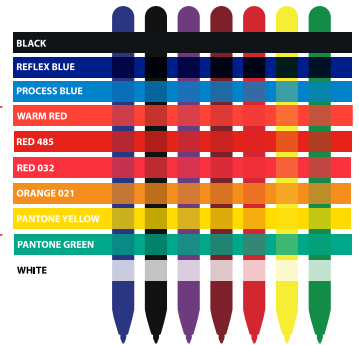 BLACK
REFLEX BLUE
PROCESS BLUE
WARM RED
RED 485
RED 032
ORANGE 021
PANTONE YELLOW
PANTONE GREEN
WHITE